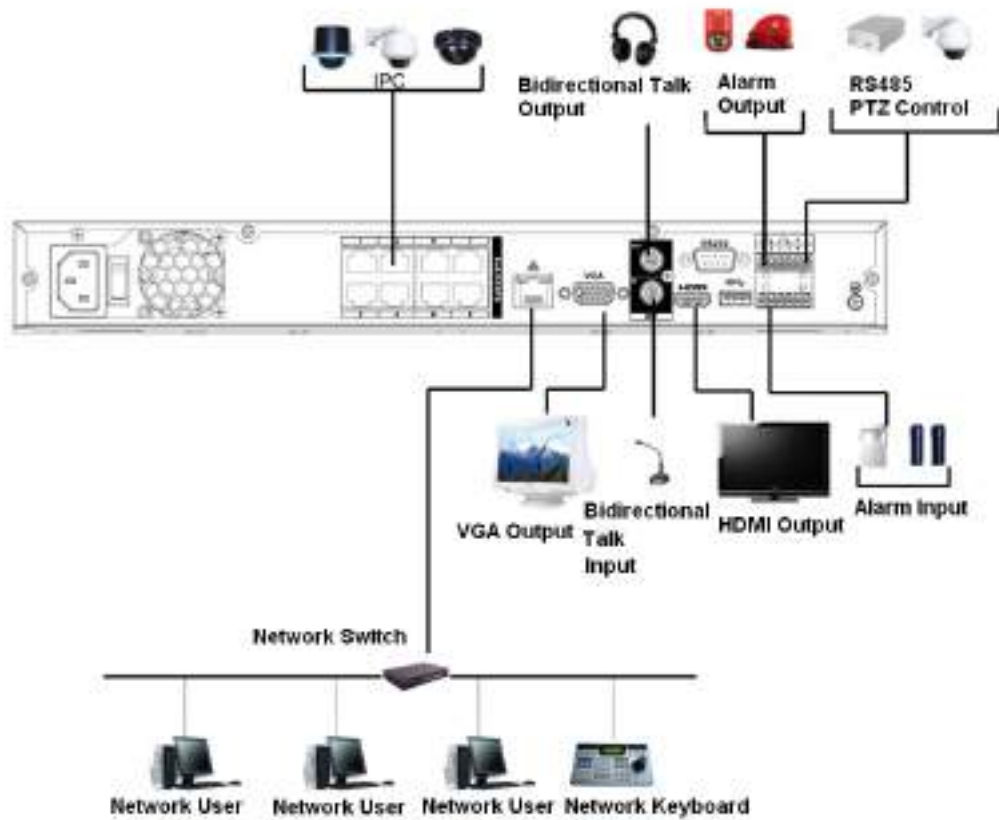 IPC
Bidirectional Talk
Output
Alarm
Output
RS485
PTZ Control
VGA
RS232
HDMI
VGA Output
Bidirectional
Talk
Input
HDMI Output
Alarm Input
Network Switch
Network User
Network User
Network User
Network Keyboard